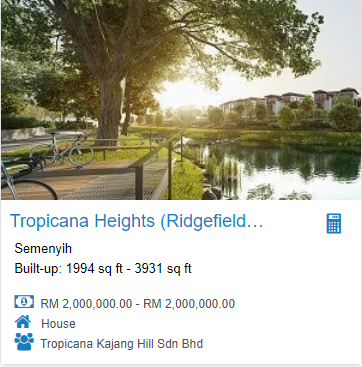 Tropicana Heights (Ridgefield…
Semenyih
Built-up: 1994 sq ft - 3931 sq ft
RM 2,000,000.00 - RM 2,000,000.00
House
Tropicana Kajang Hill Sdn Bhd